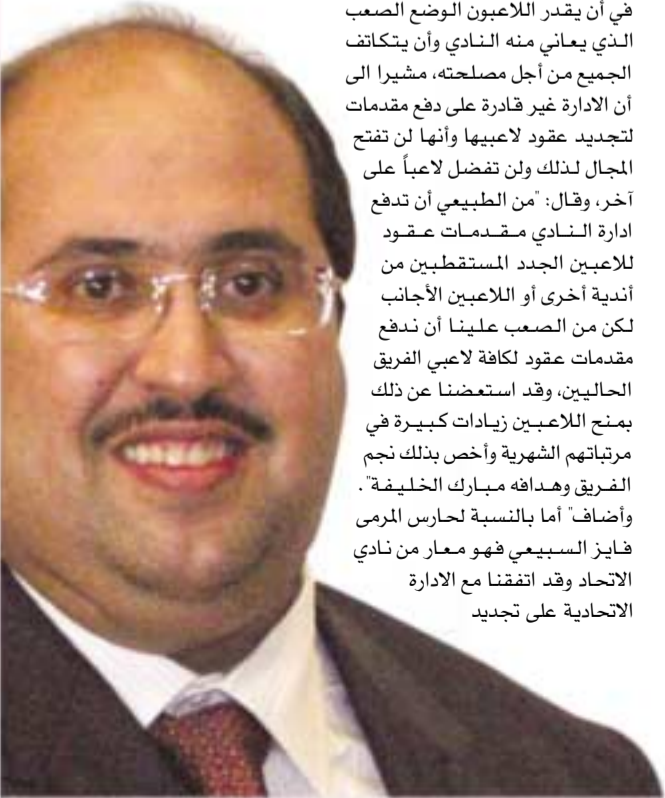 في أن يقدر اللاعبون الوضع الصعب
الذي يعاني منه النادي وأن يتكاتف
الجميع من أجل مصلحته، مشيرا الى
أن الادارة غير قادرة على دفع مقدمات
لتجديد عقود لاعبيها وأنها لن تفتح
المجال لذلك ولن تفضل لاعباً على
آخر، وقال: "من الطبيعي أن تدفع
ادارة النادي مقدمات عقود
للاعبين الجدد المستقطبين من
أندية أخرى أو اللاعبين الأجانب
لكن من الصعب علينا أن ندفع
مقدمات عقود لكافة لاعبي الفريق
الحاليين، وقد استعضنا عن ذلك
بمنح اللاعبين زيادات كبيرة في
مرتباتهم الشهرية وأخص بذلك نجم
الفريق وهدافه مبارك الخليفة".
وأضاف" أما بالنسبة لحارس المرمى
فايز السبيعي فهو معار من نادي
الاتحاد وقد اتفقنا مع الادارة
الاتحادية على تجديد